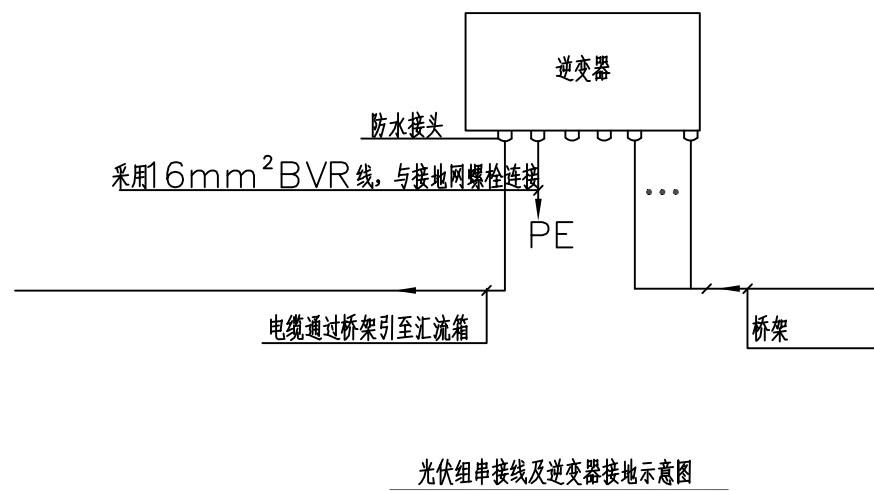 逆变器
防水接头
采用16mm²BVR线，与接地网螺栓连接
PE
电缆通过桥架引至汇流箱
桥架
光伏组串接线及逆变器接地示意图